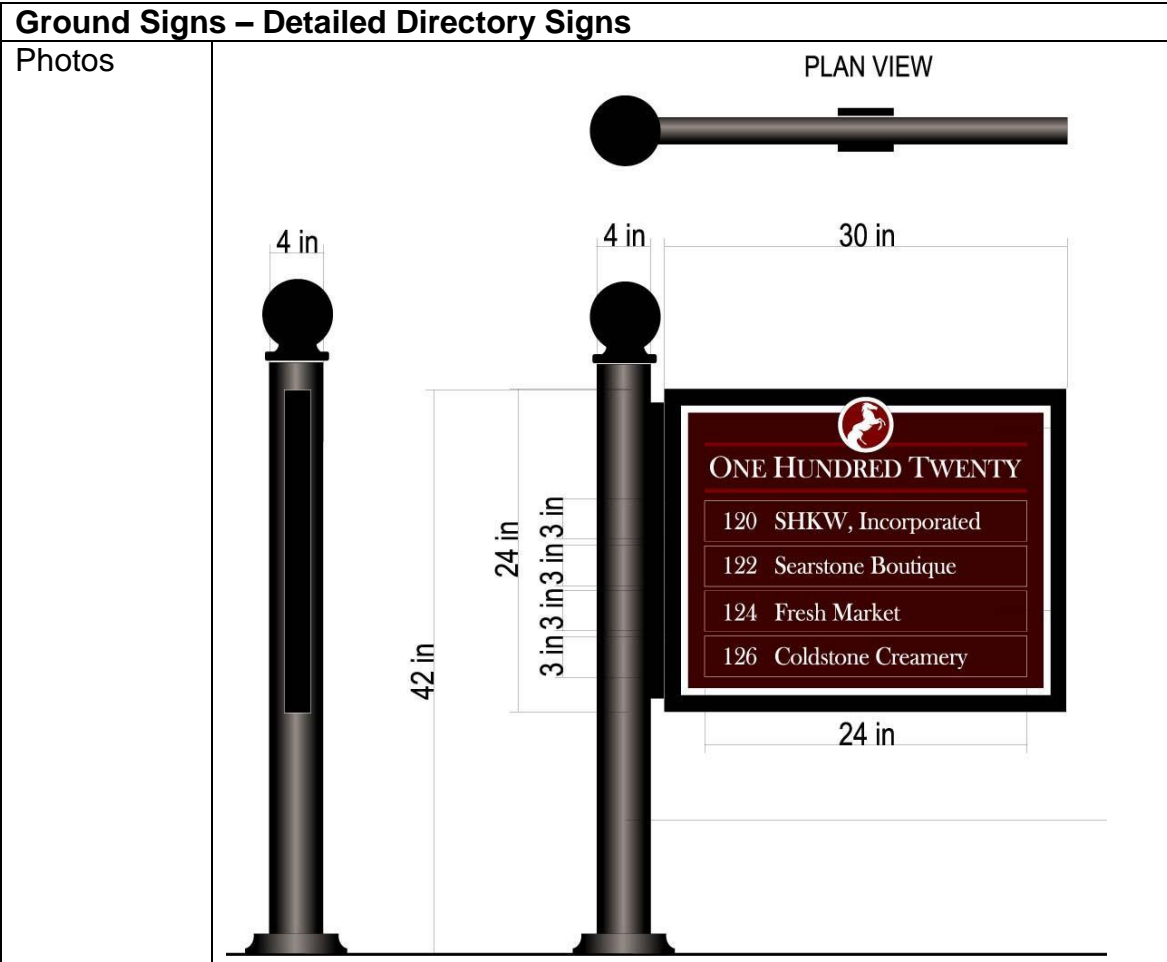 Ground Signs – Detailed Directory Signs
Photos
PLAN VIEW
4 in
4 in
30 in
42 in
24 in
3 in
3 in
3 in
3 in
ONE HUNDRED TWENTY
120 SHKW, Incorporated
122 Searstone Boutique
124 Fresh Market
126 Coldstone Creamery
24 in